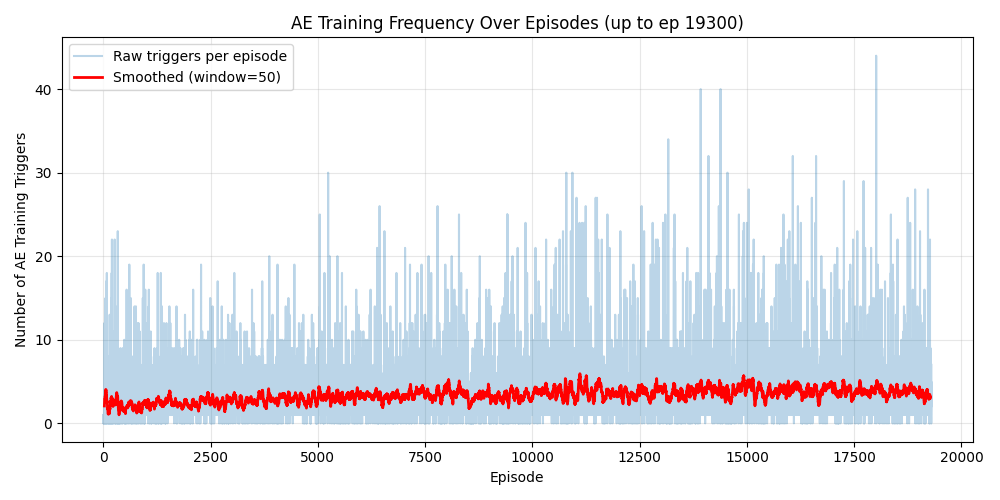 AE Training Frequency Over Episodes (up to ep 19300)
Raw triggers per episode
Smoothed (window=50)
Number of AE Training Triggers
40
30
20
10
0
0
2500
5000
7500
10000
12500
15000
17500
20000
Episode